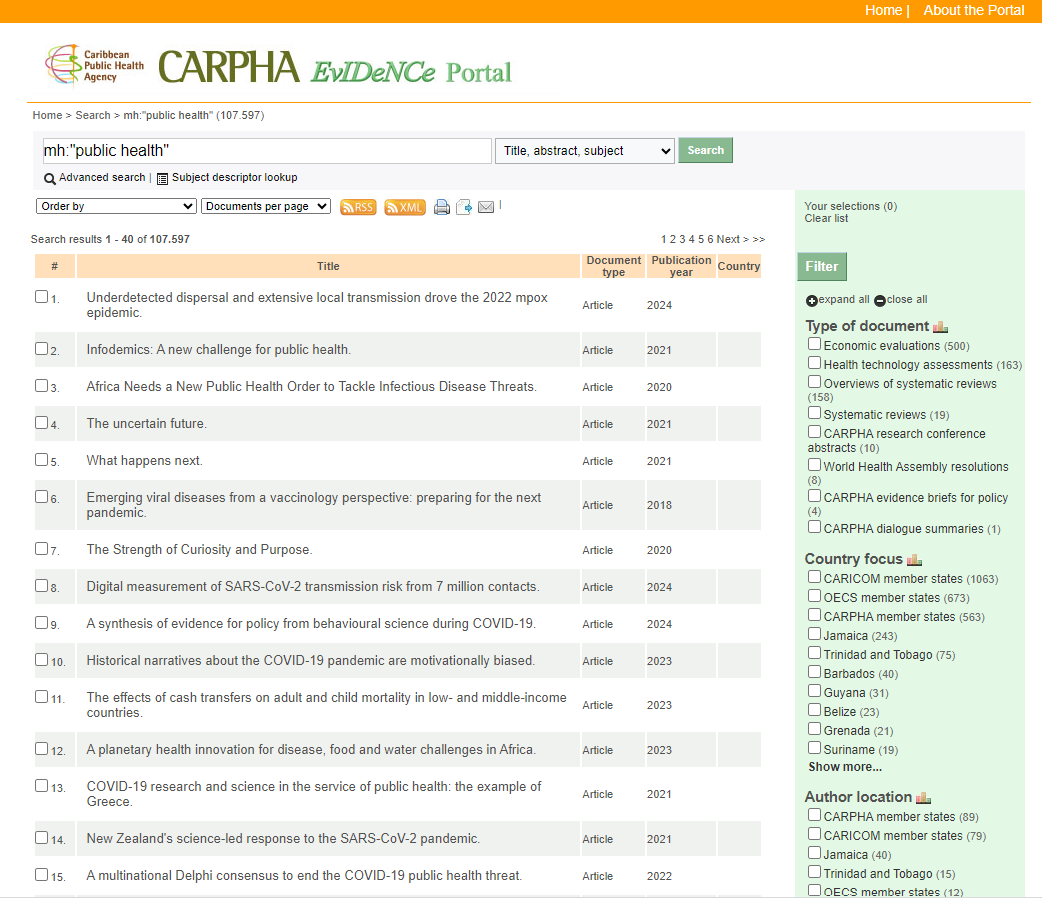 Home | About the Portal
Caribbean
Public Health
Agency
CARPHA EvIDeNCe Portal
Home > Search > mh:"public health" (107.597)
mh:"public health"
Title, abstract, subject
Search
Advanced search | Subject descriptor lookup
Order by
Documents per page
RSS
XML
|
Search results 1 - 40 of 107.597
1 2 3 4 5 6 Next > >>
# Title Document type Publication year Country
1. Underdetected dispersal and extensive local transmission drove the 2022 mpox
epidemic. Article 2024
2. Infodemics: A new challenge for public health. Article 2021
3. Africa Needs a New Public Health Order to Tackle Infectious Disease Threats. Article 2020
4. The uncertain future. Article 2021
5. What happens next. Article 2021
6. Emerging viral diseases from a vaccinology perspective: preparing for the next
pandemic. Article 2018
7. The Strength of Curiosity and Purpose. Article 2020
8. Digital measurement of SARS-CoV-2 transmission risk from 7 million contacts. Article 2024
9. A synthesis of evidence for policy from behavioural science during COVID-19. Article 2024
10. Historical narratives about the COVID-19 pandemic are motivationally biased. Article 2023
11. The effects of cash transfers on adult and child mortality in low- and middle-income
countries. Article 2023
12. A planetary health innovation for disease, food and water challenges in Africa. Article 2023
13. COVID-19 research and science in the service of public health: the example of
Greece. Article 2021
14. New Zealand's science-led response to the SARS-CoV-2 pandemic. Article 2021
15. A multinational Delphi consensus to end the COVID-19 public health threat. Article 2022
Your selections (0)
Clear list
Filter
expand all close all
Type of document
Economic evaluations (500)
Health technology assessments (163)
Overviews of systematic reviews
(158)
Systematic reviews (19)
CARPHA research conference
abstracts (10)
World Health Assembly resolutions
(8)
CARPHA evidence briefs for policy
(4)
CARPHA dialogue summaries (1)
Country focus
CARICOM member states (1063)
OECS member states (673)
CARPHA member states (563)
Jamaica (243)
Trinidad and Tobago (75)
Barbados (40)
Guyana (31)
Belize (23)
Grenada (21)
Suriname (19)
Show more...
Author location
CARPHA member states (89)
CARICOM member states (79)
Jamaica (40)
Trinidad and Tobago (15)
OECS member states (12)